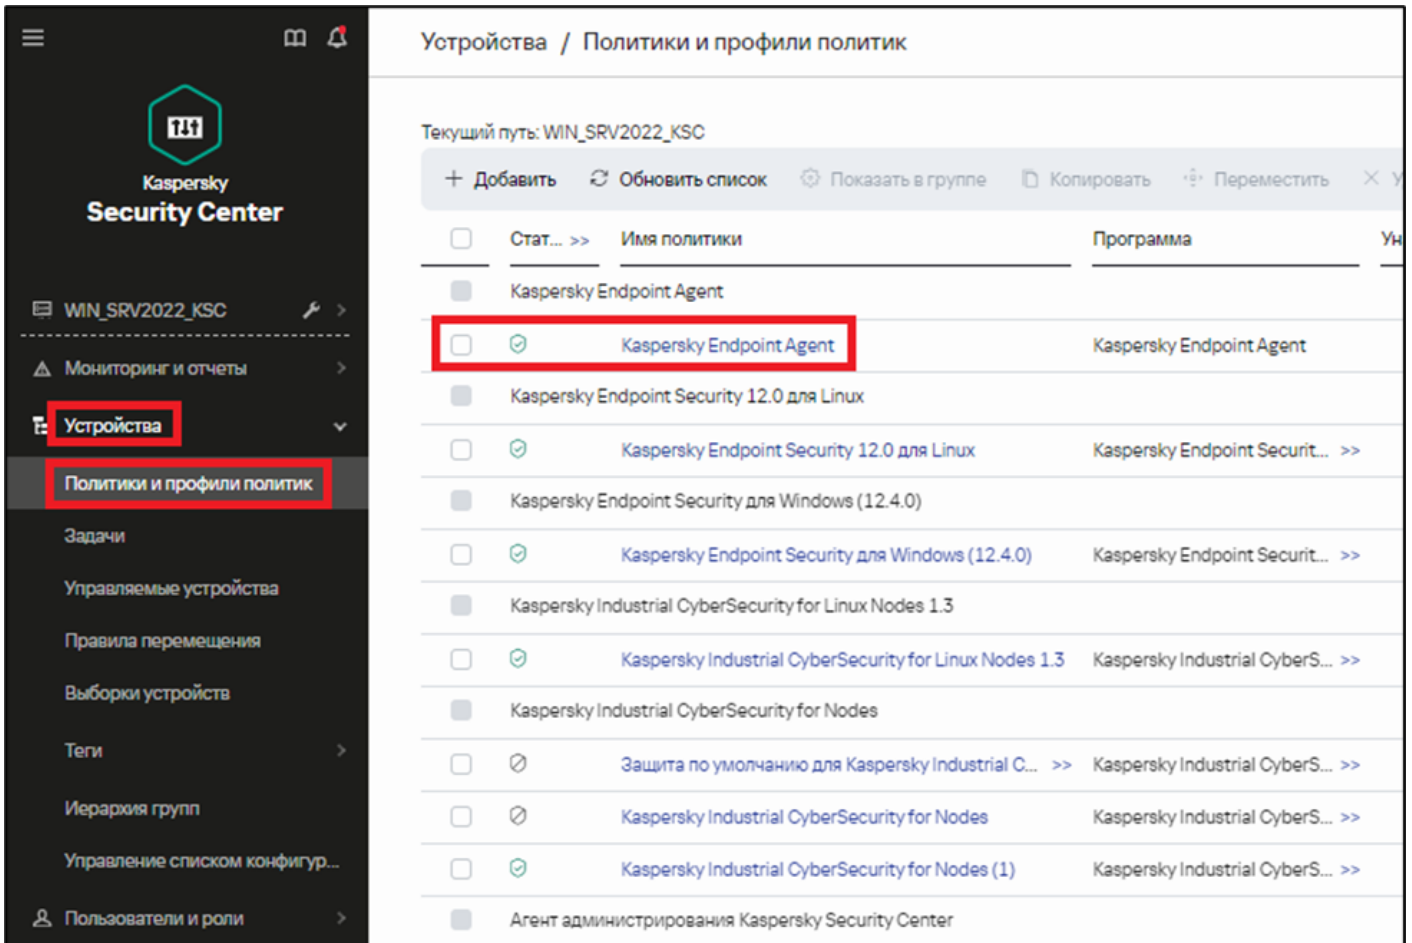 Kaspersky
Security Center
WIN_SRV2022_KSC
Мониторинг и отчеты
Устройства
Политики и профили политик
Задачи
Управляемые устройства
Правила перемещения
Выборки устройств
Теги
Иерархия групп
Управление списком конфигур...
Пользователи и роли
Устройства / Политики и профили политик
Текущий путь: WIN_SRV2022_KSC
+ Добавить Обновить список Показать в группе Копировать Переместить
Стат... >> Имя политики Программа Ун
Kaspersky Endpoint Agent
Kaspersky Endpoint Agent Kaspersky Endpoint Agent
Kaspersky Endpoint Security 12.0 для Linux
Kaspersky Endpoint Security 12.0 для Linux Kaspersky Endpoint Securit... >>
Kaspersky Endpoint Security для Windows (12.4.0)
Kaspersky Endpoint Security для Windows (12.4.0) Kaspersky Endpoint Securit... >>
Kaspersky Industrial CyberSecurity for Linux Nodes 1.3
Kaspersky Industrial CyberSecurity for Linux Nodes 1.3 Kaspersky Industrial CyberS... >>
Kaspersky Industrial CyberSecurity for Nodes
Защита по умолчанию для Kaspersky Industrial C... >> Kaspersky Industrial CyberS... >>
Kaspersky Industrial CyberSecurity for Nodes Kaspersky Industrial CyberS... >>
Kaspersky Industrial CyberSecurity for Nodes (1) Kaspersky Industrial CyberS... >>
Агент администрирования Kaspersky Security Center